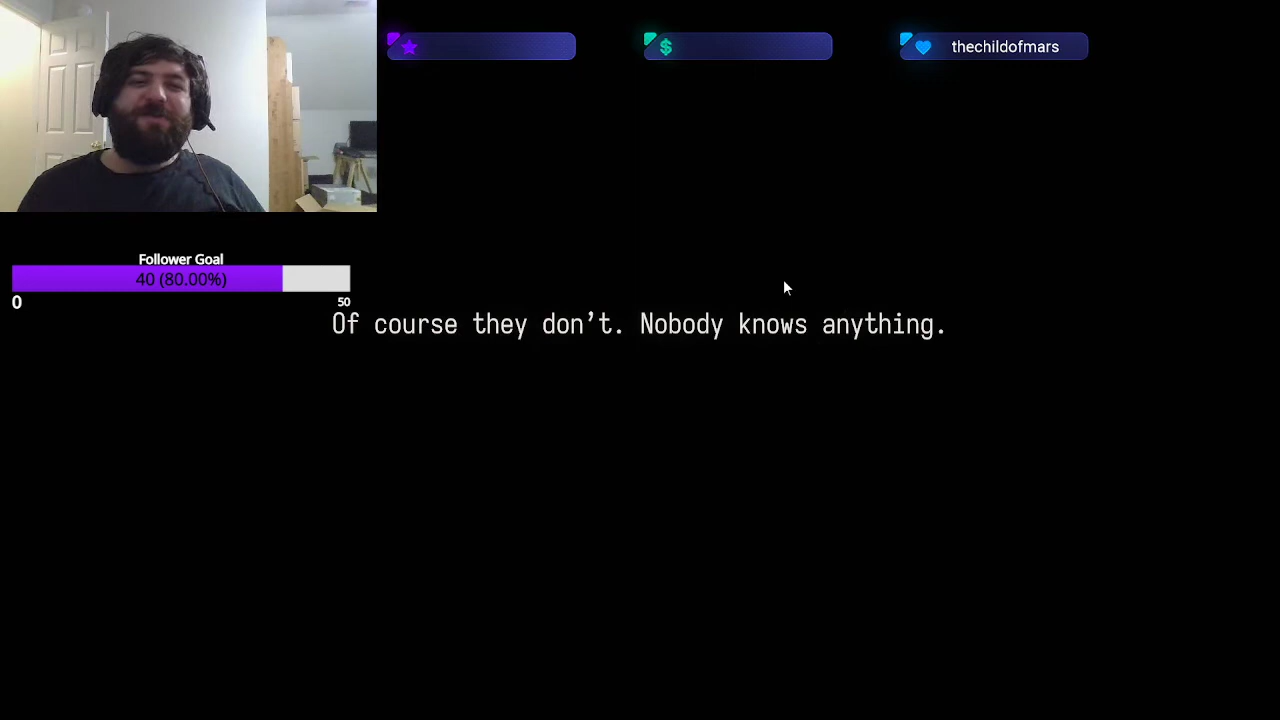 thechildofmars
Follower Goal
40 (80.00%)
0
50
Of course they don’t. Nobody knows anything.